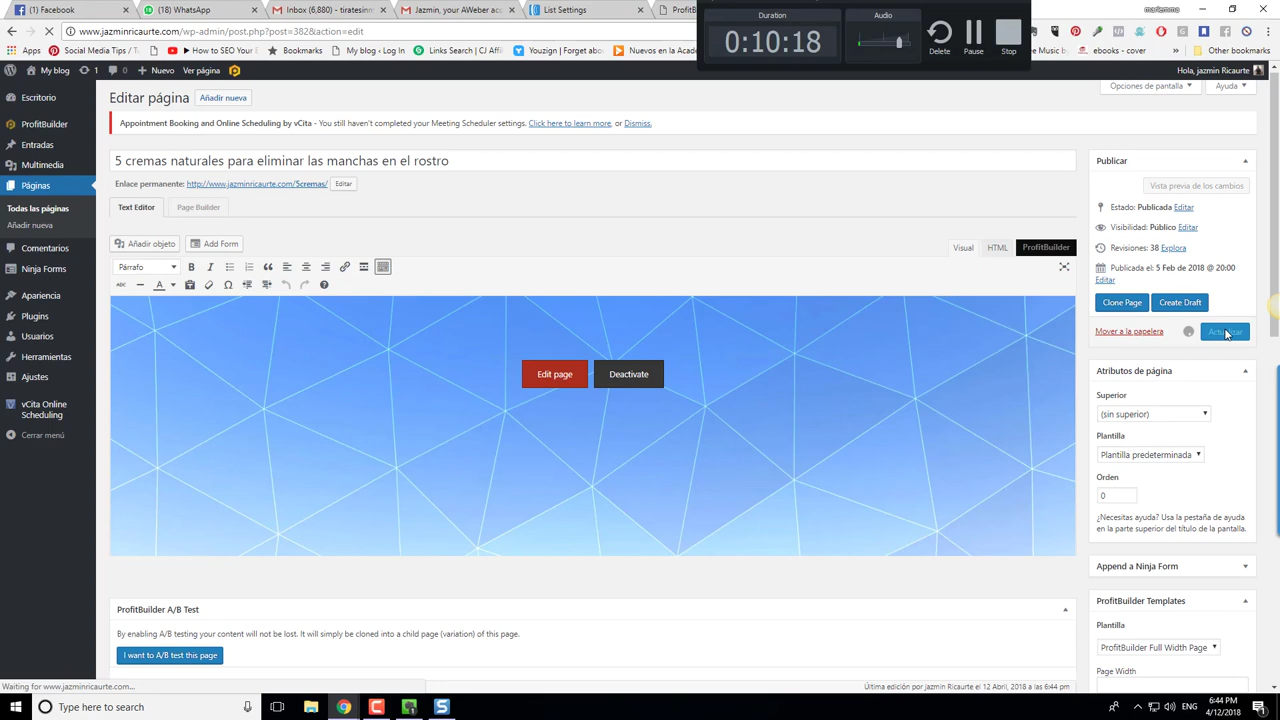 (1) Facebook
(18) WhatsApp
Inbox (6,880) - tiratesinm
Jazmin, your AWeber acc
List Settings
Profi
mariemma
www.jazminricaurte.com/wp-admin/post.php?post=382&action=edit
Duration
Audio
0:10:18
Delete
Pause
Stop
Apps
Pinterest
Social Media Tips / T
How to SEO Your E
My blog ‹ Log In
Links Search | CJ Affil
Youzign | Forget abo
Nuevos en la Acade
Music by
ebooks - cover
Other bookmarks
My blog
1
Nuevo
Ver página
Hola, jazmin Ricaurte
Escritorio
ProfitBuilder
Entradas
Multimedia
Páginas
Todas las páginas
Añadir nueva
Comentarios
Ninja Forms
Apariencia
Plugins
Usuarios
Herramientas
Ajustes
vCita Online
Scheduling
Cerrar menú
Editar página
Añadir nueva
Opciones de pantalla
Ayuda
Appointment Booking and Online Scheduling by vCita - You still haven't completed your Meeting Scheduler settings. Click here to learn more, or Dismiss.
5 cremas naturales para eliminar las manchas en el rostro
Enlace permanente: http://www.jazminricaurte.com/5cremas/ Editar
Text Editor
Page Builder
Añadir objeto
Add Form
Visual
HTML
ProfitBuilder
Párrafo
B I
ABC
A
Edit page
Deactivate
ProfitBuilder A/B Test
By enabling A/B testing your content will not be lost. It will simply be cloned into a child page (variation) of this page.
I want to A/B test this page
Última edición por jazmin Ricaurte el 12 Abril, 2018 a las 6:44 pm
Publicar
Vista previa de los cambios
Estado: Publicada Editar
Visibilidad: Público Editar
Revisiones: 38 Explora
Publicada el: 5 Feb de 2018 @ 20:00
Editar
Clone Page
Create Draft
Mover a la papelera
Actualizar
Atributos de página
Superior
(sin superior)
Plantilla
Plantilla predeterminada
Orden
0
¿Necesitas ayuda? Usa la pestaña de ayuda
en la parte superior del título de la pantalla.
Append a Ninja Form
ProfitBuilder Templates
Plantilla
ProfitBuilder Full Width Page
Page Width
Waiting for www.jazminricaurte.com...
Type here to search
ENG
6:44 PM
4/12/2018